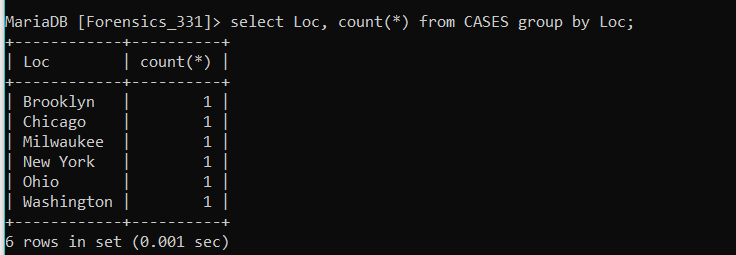 MariaDB [Forensics_331]> select Loc, count(*) from CASES group by Loc;
+------------+----------+
| Loc        | count(*) |
+------------+----------+
| Brooklyn   |        1 |
| Chicago    |        1 |
| Milwaukee  |        1 |
| New York   |        1 |
| Ohio       |        1 |
| Washington |        1 |
+------------+----------+
6 rows in set (0.001 sec)